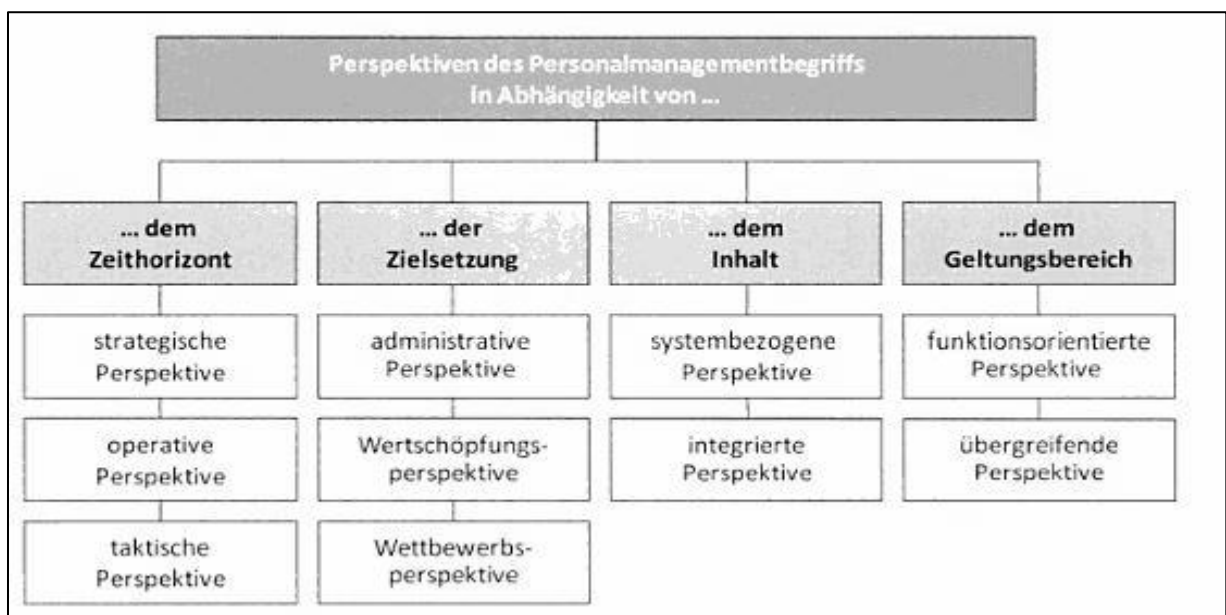 Perspektiven des Personalmanagementbegriffs
in Abhängigkeit von ...
... dem
Zeithorizont
strategische
Perspektive
operative
Perspektive
taktische
Perspektive
... der
Zielsetzung
administrative
Perspektive
Wertschöpfungs-
perspektive
Wettbewerbs-
perspektive
... dem
Inhalt
systembezogene
Perspektive
integrierte
Perspektive
... dem
Geltungsbereich
funktionsorientierte
Perspektive
übergreifende
Perspektive